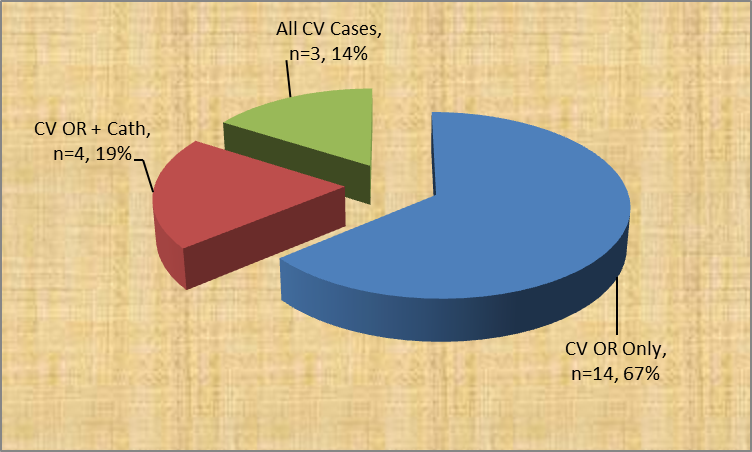 All CV Cases,
n=3, 14%
CV OR + Cath,
n=4, 19%
CV OR Only,
n=14, 67%